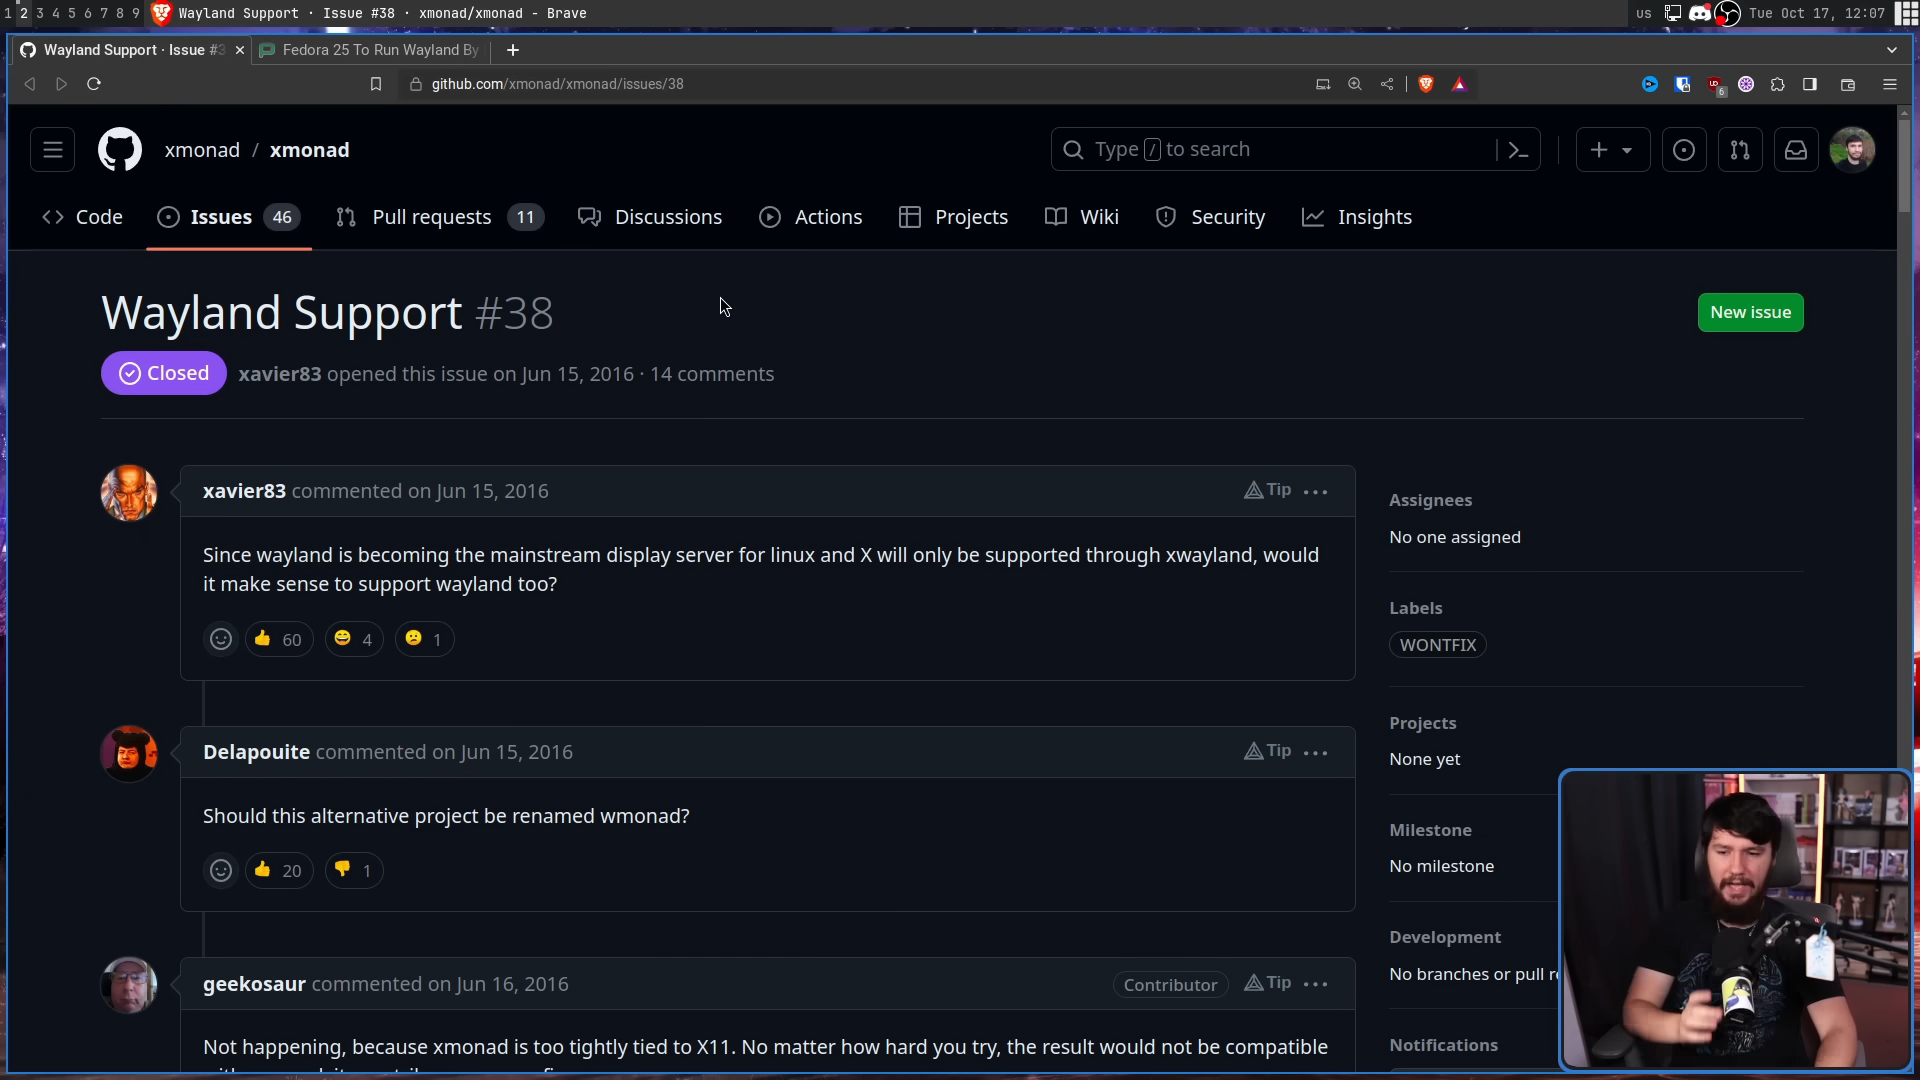 1 2 3 4 5 6 7 8 9 Wayland Support · Issue #38 · xmonad/xmonad - Brave us Tue Oct 17, 12:07
Wayland Support · Issue #3 Fedora 25 To Run Wayland By
github.com/xmonad/xmonad/issues/38 6
xmonad / xmonad Type / to search
Code Issues 46 Pull requests 11 Discussions Actions Projects Wiki Security Insights
Wayland Support #38 New issue
Closed xavier83 opened this issue on Jun 15, 2016 · 14 comments
xavier83 commented on Jun 15, 2016 Tip
Since wayland is becoming the mainstream display server for linux and X will only be supported through xwayland, would
it make sense to support wayland too?
👍 60 😄 4 😕 1
Delapouite commented on Jun 15, 2016 Tip
Should this alternative project be renamed wmonad?
👍 20 👎 1
geekosaur commented on Jun 16, 2016 Contributor Tip
Not happening, because xmonad is too tightly tied to X11. No matter how hard you try, the result would not be compatible
Assignees
No one assigned
Labels
WONTFIX
Projects
None yet
Milestone
No milestone
Development
No branches or pull
Notifications